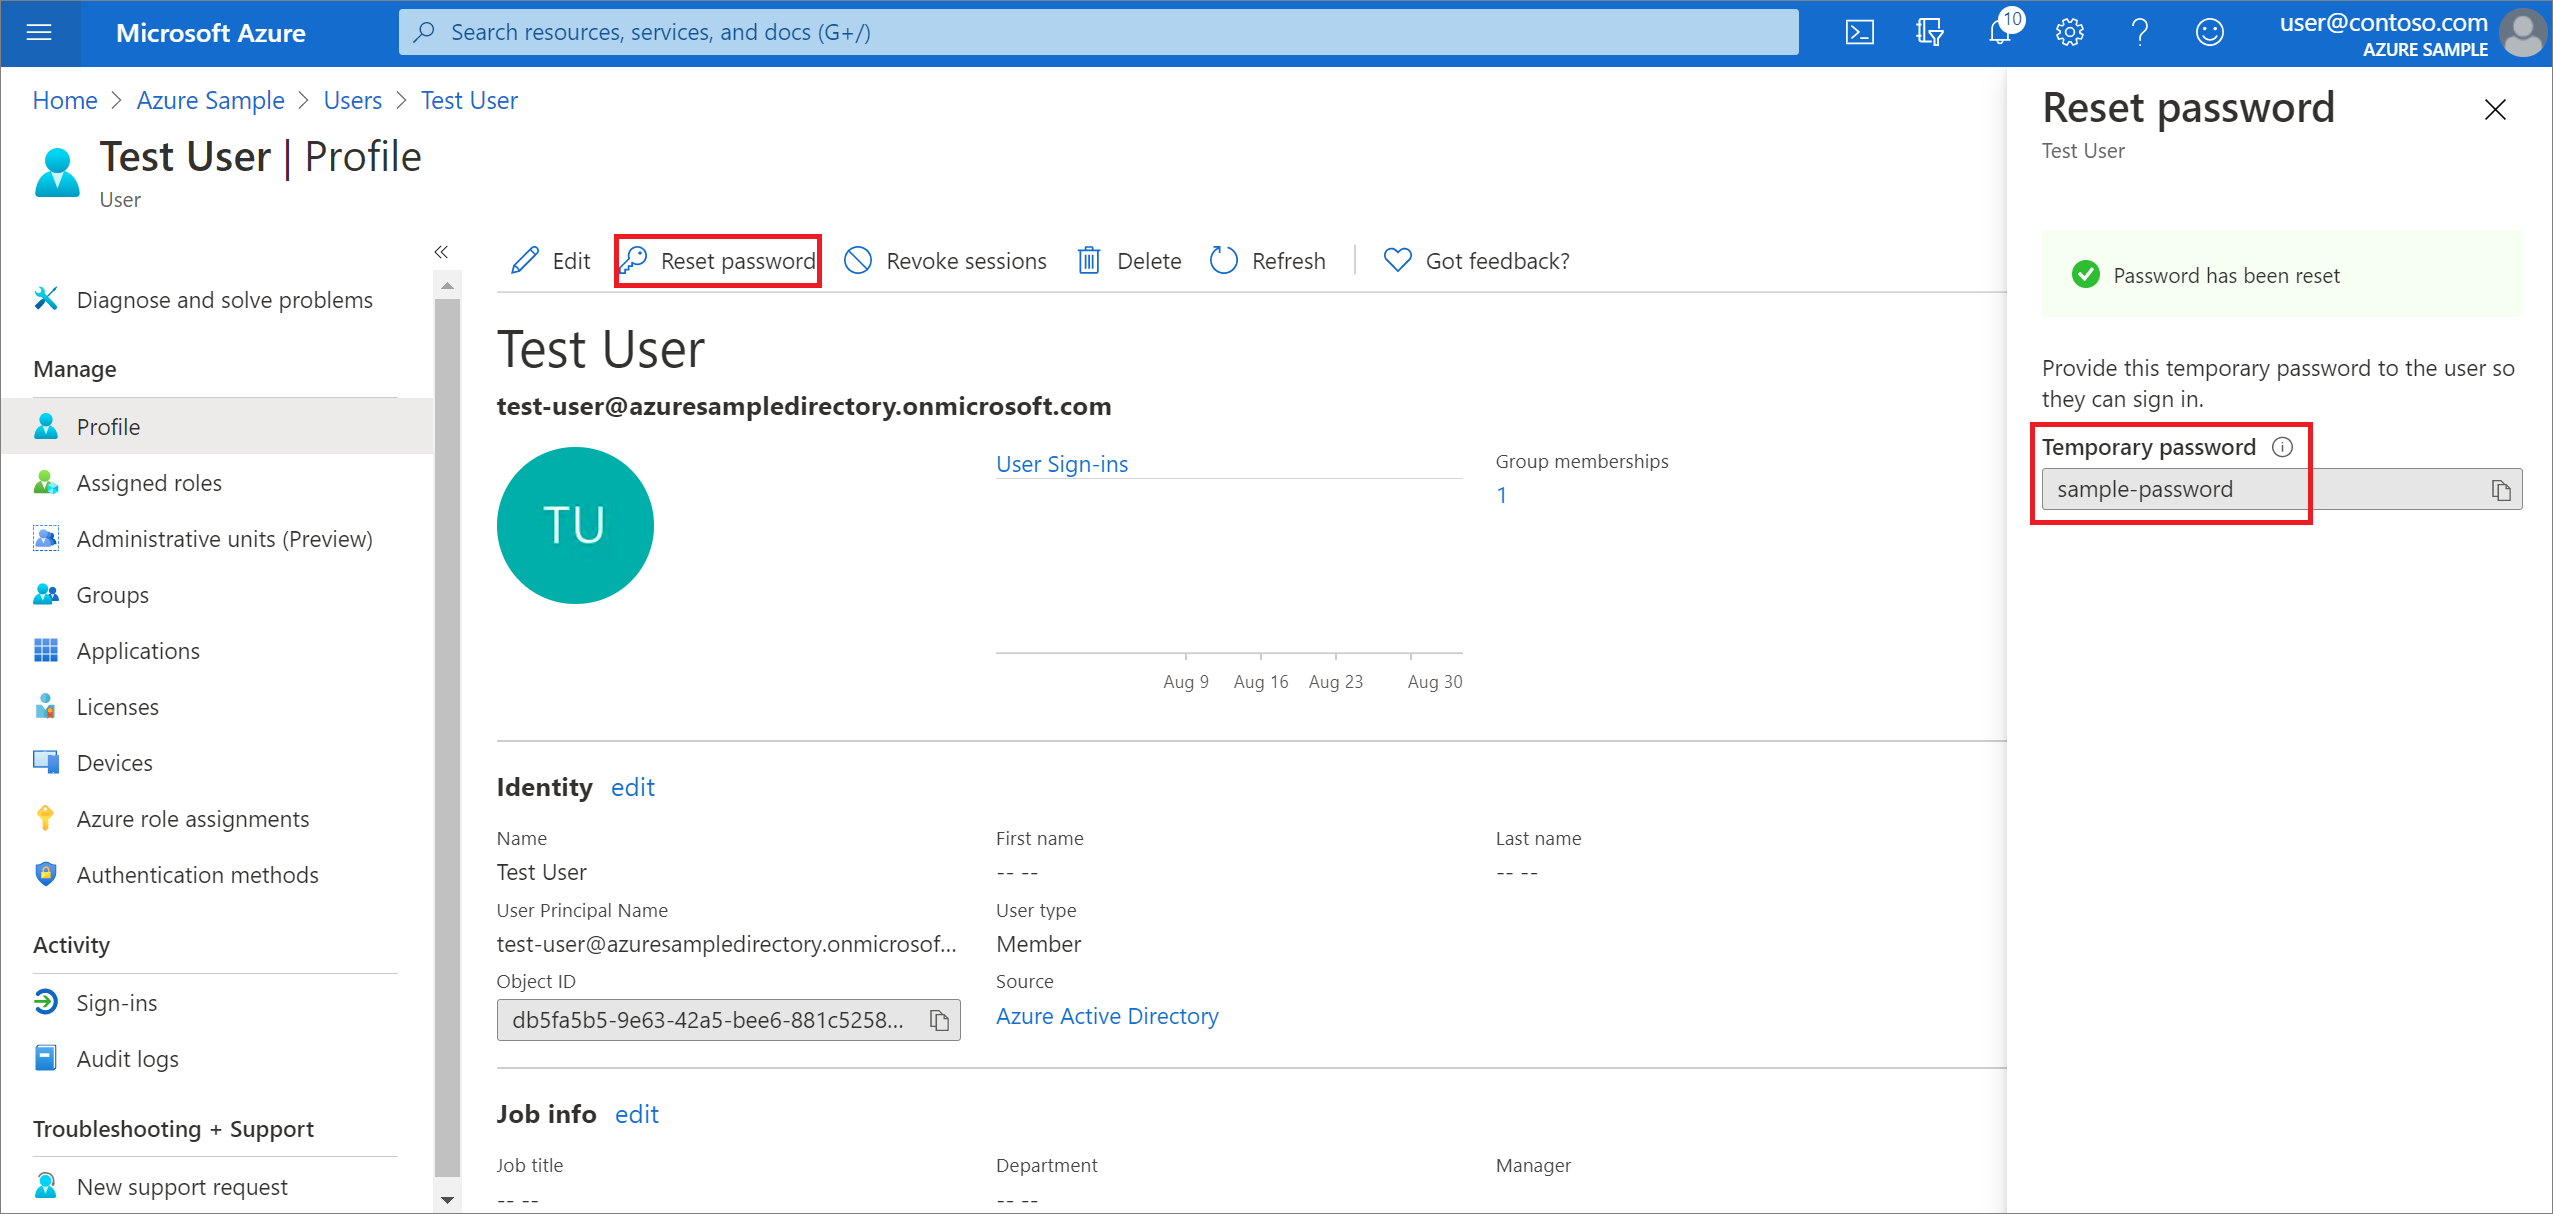 Microsoft Azure
Search resources, services, and docs (G+/)
10
user@contoso.com
AZURE SAMPLE
Home > Azure Sample > Users > Test User
Test User | Profile
User
«
Diagnose and solve problems
Manage
Profile
Assigned roles
Administrative units (Preview)
Groups
Applications
Licenses
Devices
Azure role assignments
Authentication methods
Activity
Sign-ins
Audit logs
Troubleshooting + Support
New support request
Edit
Reset password
Revoke sessions
Delete
Refresh
Got feedback?
Test User
test-user@azuresampledirectory.onmicrosoft.com
TU
User Sign-ins
Aug 9 Aug 16 Aug 23 Aug 30
Group memberships
1
Identity edit
Name
Test User
First name
-- --
Last name
-- --
User Principal Name
test-user@azuresampledirectory.onmicrosof...
User type
Member
Object ID
db5fa5b5-9e63-42a5-bee6-881c5258...
Source
Azure Active Directory
Job info edit
Job title
-- --
Department
-- --
Manager
Reset password
Test User
Password has been reset
Provide this temporary password to the user so
they can sign in.
Temporary password
sample-password